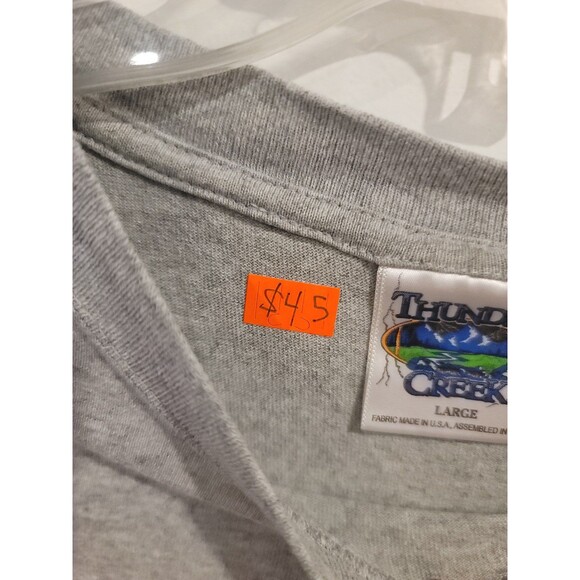 $45
THUND
CREEK
LARGE
FABRIC MADE IN U.S.A., ASSEMBLED IN